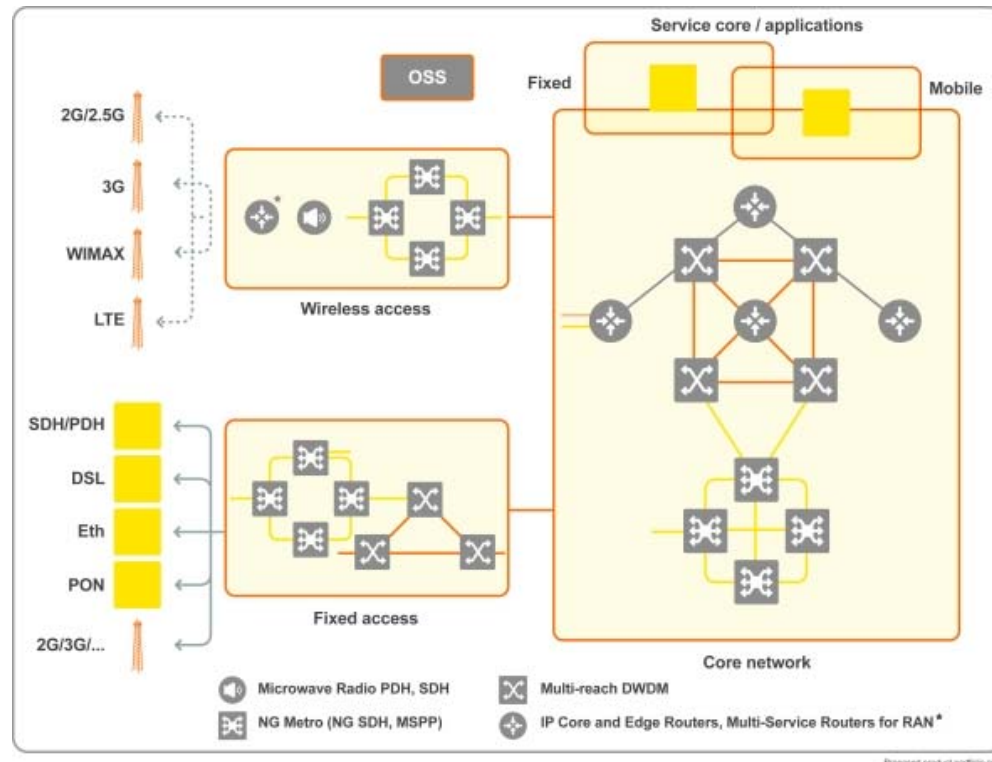 Service core / applications
OSS
Fixed
Mobile
2G/2.5G
3G
WIMAX
LTE
*
Wireless access
SDH/PDH
DSL
Eth
PON
2G/3G/...
Fixed access
Core network
Microwave Radio PDH, SDH
Multi-reach DWDM
NG Metro (NG SDH, MSPP)
IP Core and Edge Routers, Multi-Service Routers for RAN*